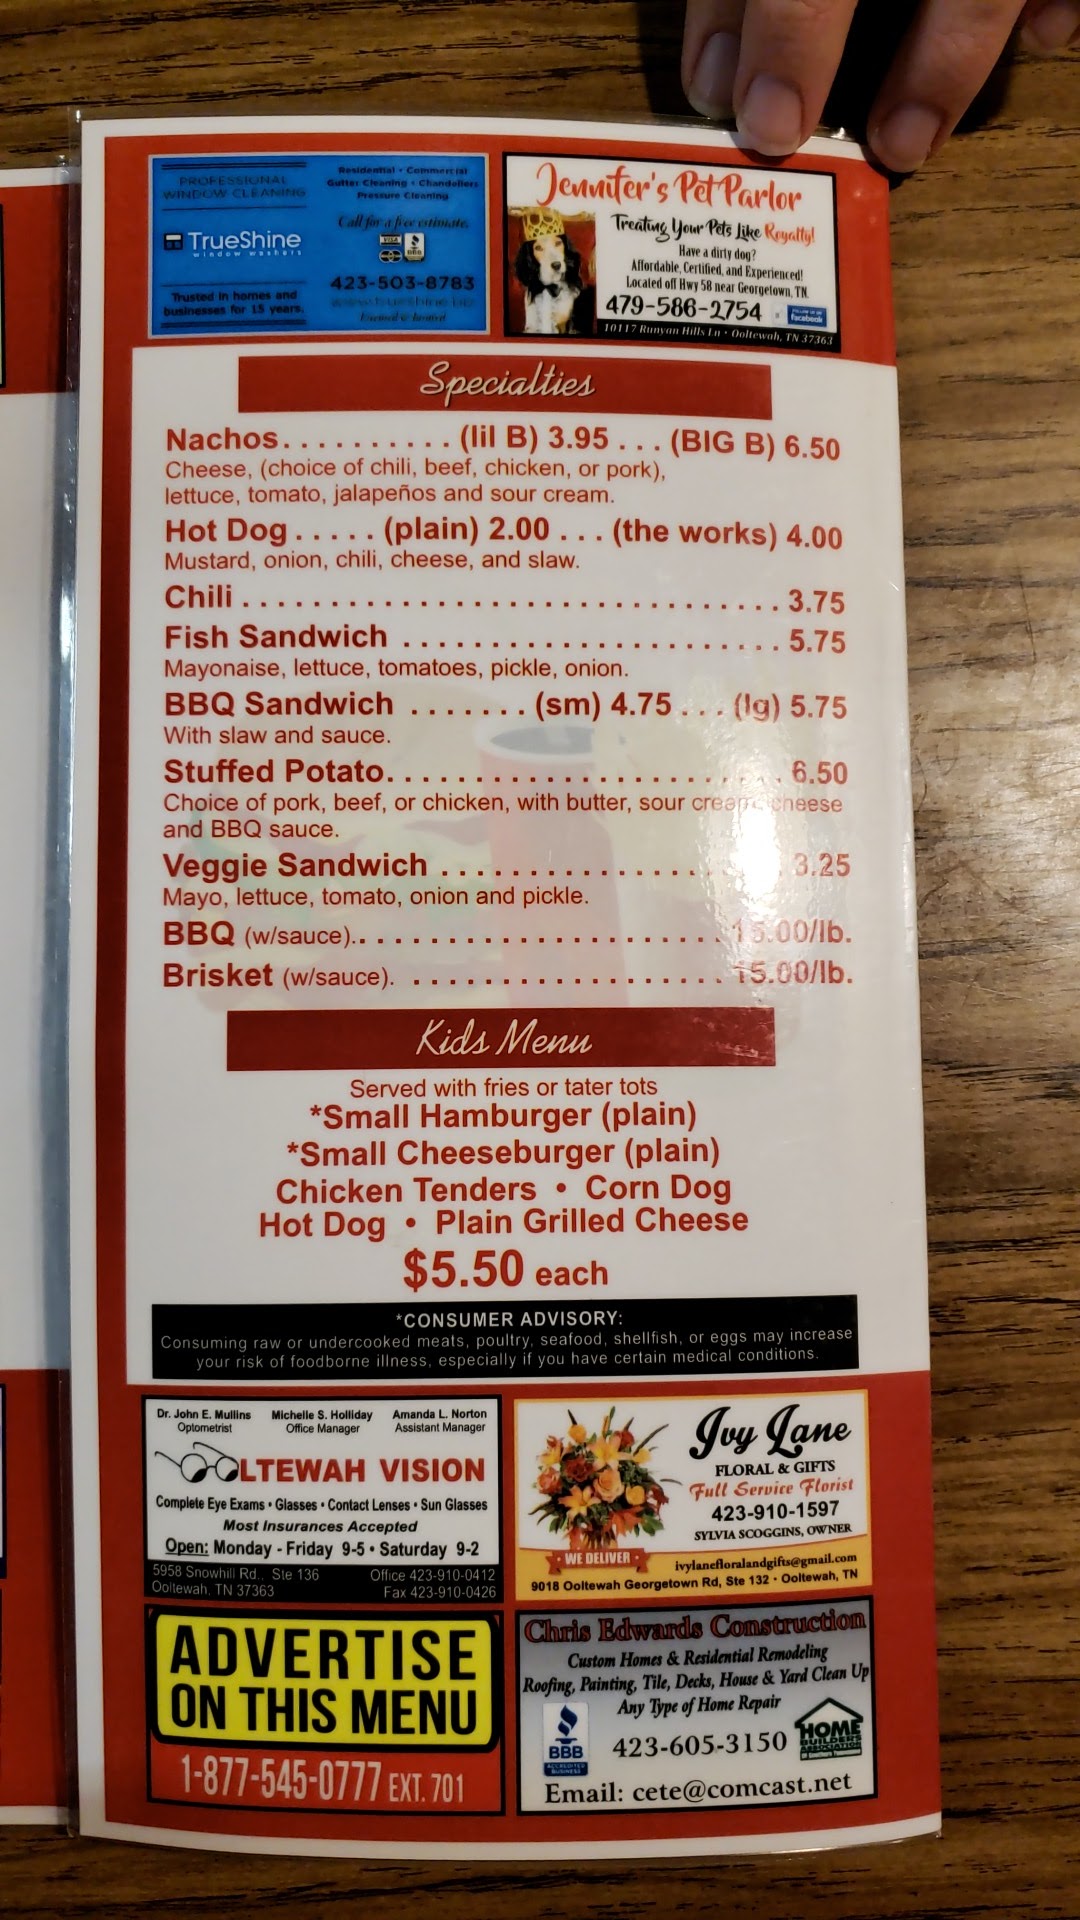 PROFESSIONAL
WINDOW CLEANING
TrueShine
window washers
Trusted in homes and
businesses for 15 years.
Residential • Commercial
Gutter Cleaning • Chandeliers
Pressure Cleaning
Call for a free estimate.
VISA
BBB
423-503-8783
Licensed & Insured
Jennifer's Pet Parlor
Treating Your Pets Like Royalty!
Have a dirty dog?
Affordable, Certified, and Experienced!
Located off Hwy 58 near Georgetown, TN.
479-586-2754
FOLLOW US ON
Facebook
10117 Runyan Hills Ln • Ooltewah, TN 37363
Specialties
Nachos. . . . . . . . . . (lil B) 3.95 . . . (BIG B) 6.50
Cheese, (choice of chili, beef, chicken, or pork),
lettuce, tomato, jalapeños and sour cream.
Hot Dog . . . . . (plain) 2.00 . . . (the works) 4.00
Mustard, onion, chili, cheese, and slaw.
Chili . . . . . . . . . . . . . . . . . . . . . . . . . . . . . . . 3.75
Fish Sandwich . . . . . . . . . . . . . . . . . . . . . . 5.75
Mayonaise, lettuce, tomatoes, pickle, onion.
BBQ Sandwich . . . . . . . (sm) 4.75 . . . (lg) 5.75
With slaw and sauce.
Stuffed Potato. . . . . . . . . . . . . . . . . . . . . . . 6.50
Choice of pork, beef, or chicken, with butter, sour cream, cheese
and BBQ sauce.
Veggie Sandwich . . . . . . . . . . . . . . . . . . . . 3.25
Mayo, lettuce, tomato, onion and pickle.
BBQ (w/sauce).. . . . . . . . . . . . . . . . . . . . . 15.00/lb.
Brisket (w/sauce). . . . . . . . . . . . . . . . . . . 15.00/lb.
Kids Menu
Served with fries or tater tots
*Small Hamburger (plain)
*Small Cheeseburger (plain)
Chicken Tenders • Corn Dog
Hot Dog • Plain Grilled Cheese
$5.50 each
*CONSUMER ADVISORY:
Consuming raw or undercooked meats, poultry, seafood, shellfish, or eggs may increase
your risk of foodborne illness, especially if you have certain medical conditions.
Dr. John E. Mullins Michelle S. Holliday Amanda L. Norton
Optometrist Office Manager Assistant Manager
OOLTEWAH VISION
Complete Eye Exams • Glasses • Contact Lenses • Sun Glasses
Most Insurances Accepted
Open: Monday - Friday 9-5 • Saturday 9-2
5958 Snowhill Rd., Ste 136 Office 423-910-0412
Ooltewah, TN 37363 Fax 423-910-0426
Ivy Lane
FLORAL & GIFTS
Full Service Florist
423-910-1597
SYLVIA SCOGGINS, OWNER
• WE DELIVER •
ivylanefloralandgifts@gmail.com
9018 Ooltewah Georgetown Rd, Ste 132 • Ooltewah, TN
ADVERTISE
ON THIS MENU
1-877-545-0777 EXT. 701
Chris Edwards Construction
Custom Homes & Residential Remodeling
Roofing, Painting, Tile, Decks, House & Yard Clean Up
Any Type of Home Repair
BBB
ACCREDITED
BUSINESS
423-605-3150
HOME
BUILDERS
ASSOCIATION
Email: cete@comcast.net